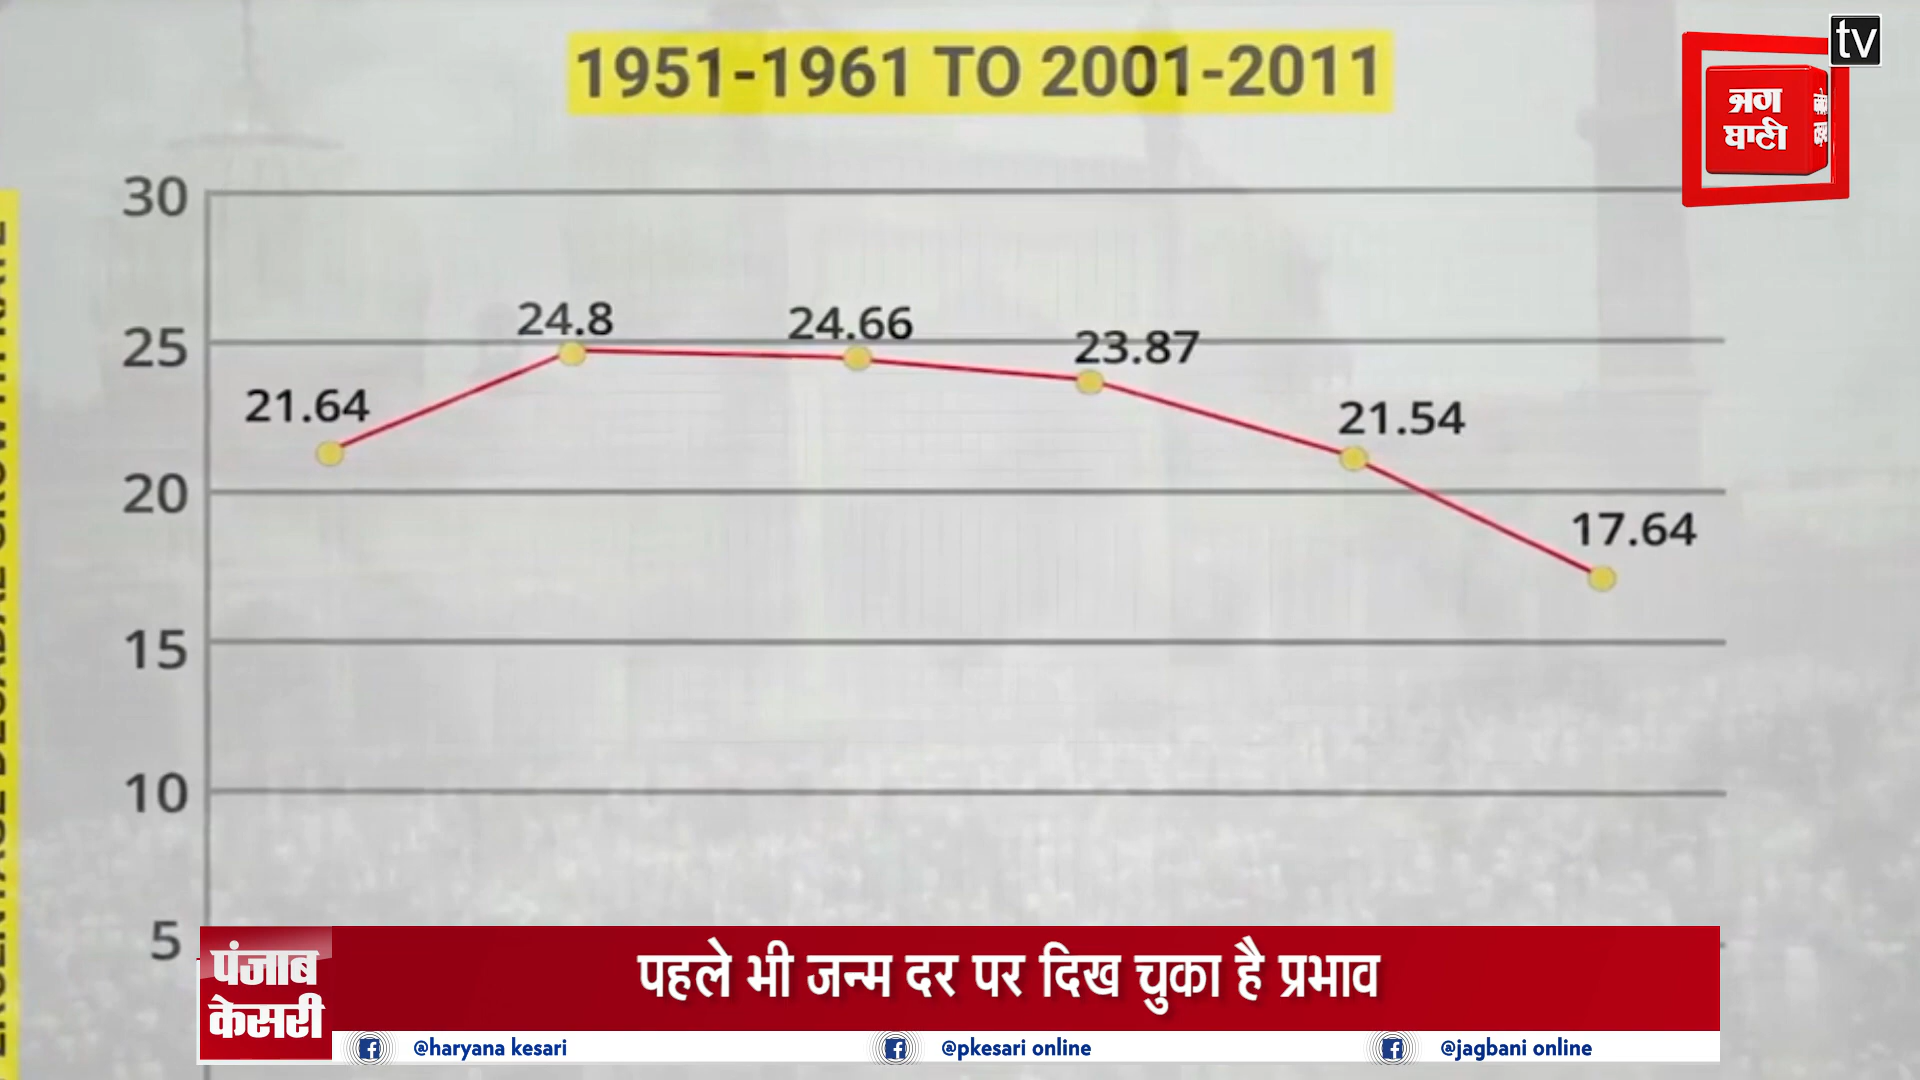 1951-1961 TO 2001-2011
tv
जग
बाणी
30
25
20
15
10
5
21.64
24.8
24.66
23.87
21.54
17.64
पंजाब
केसरी
पहले भी जन्म दर पर दिख चुका है प्रभाव
@haryana kesari
@pkesari online
@jagbani online